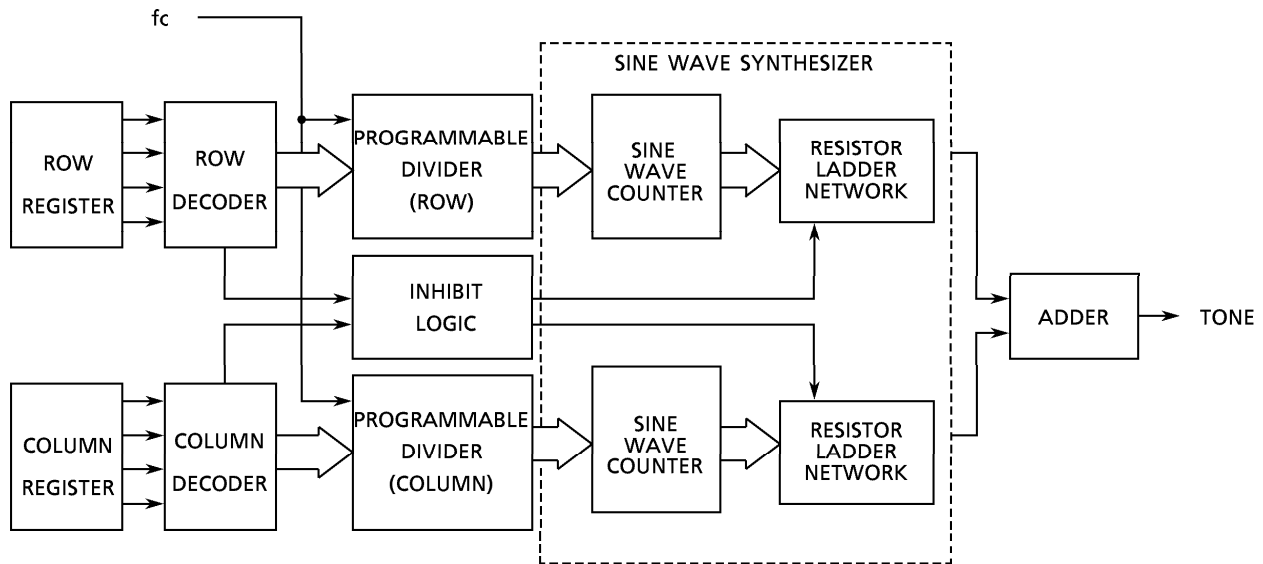 fc
SINE WAVE SYNTHESIZER
ROW
REGISTER
ROW
DECODER
PROGRAMMABLE
DIVIDER
(ROW)
SINE
WAVE
COUNTER
RESISTOR
LADDER
NETWORK
INHIBIT
LOGIC
ADDER
TONE
COLUMN
REGISTER
COLUMN
DECODER
PROGRAMMABLE
DIVIDER
(COLUMN)
SINE
WAVE
COUNTER
RESISTOR
LADDER
NETWORK